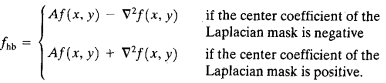 Af(x, y) − ∇²f(x, y) if the center coefficient of the
Laplacian mask is negative
f_hb =
Af(x, y) + ∇²f(x, y) if the center coefficient of the
Laplacian mask is positive.